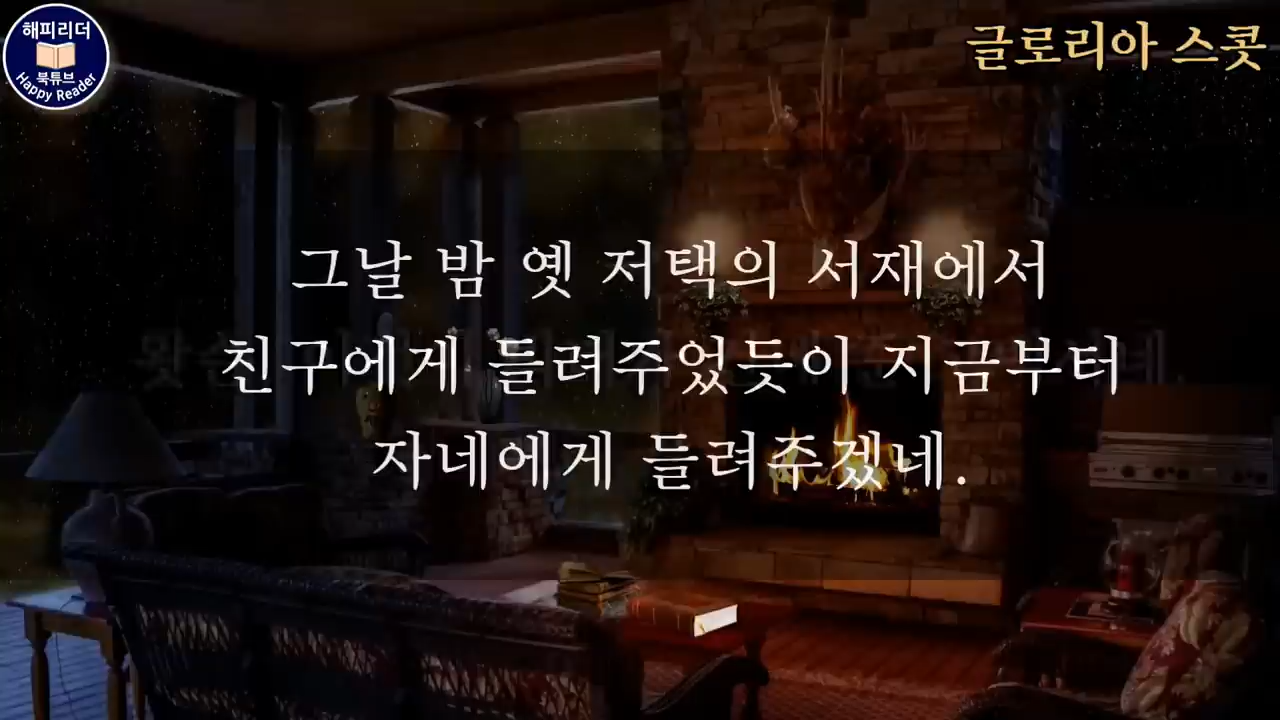 해피리더
북튜브
Happy Reader
글로리아 스콧
그날 밤 옛 저택의 서재에서
친구에게 들려주었듯이 지금부터
자네에게 들려주겠네.